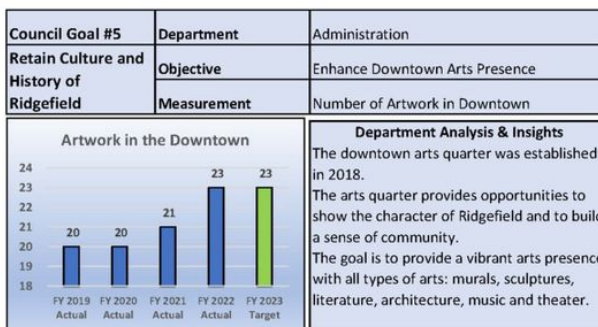 Council Goal #5
Department
Administration
Retain Culture and
History of
Ridgefield
Objective
Enhance Downtown Arts Presence
Measurement
Number of Artwork in Downtown
Artwork in the Downtown
24
23
22
21
20
19
18
20
20
21
23
23
FY 2019
Actual
FY 2020
Actual
FY 2021
Actual
FY 2022
Actual
FY 2023
Target
Department Analysis & Insights
The downtown arts quarter was established
in 2018.
The arts quarter provides opportunities to
show the character of Ridgefield and to build
a sense of community.
The goal is to provide a vibrant arts presence
with all types of arts: murals, sculptures,
literature, architecture, music and theater.